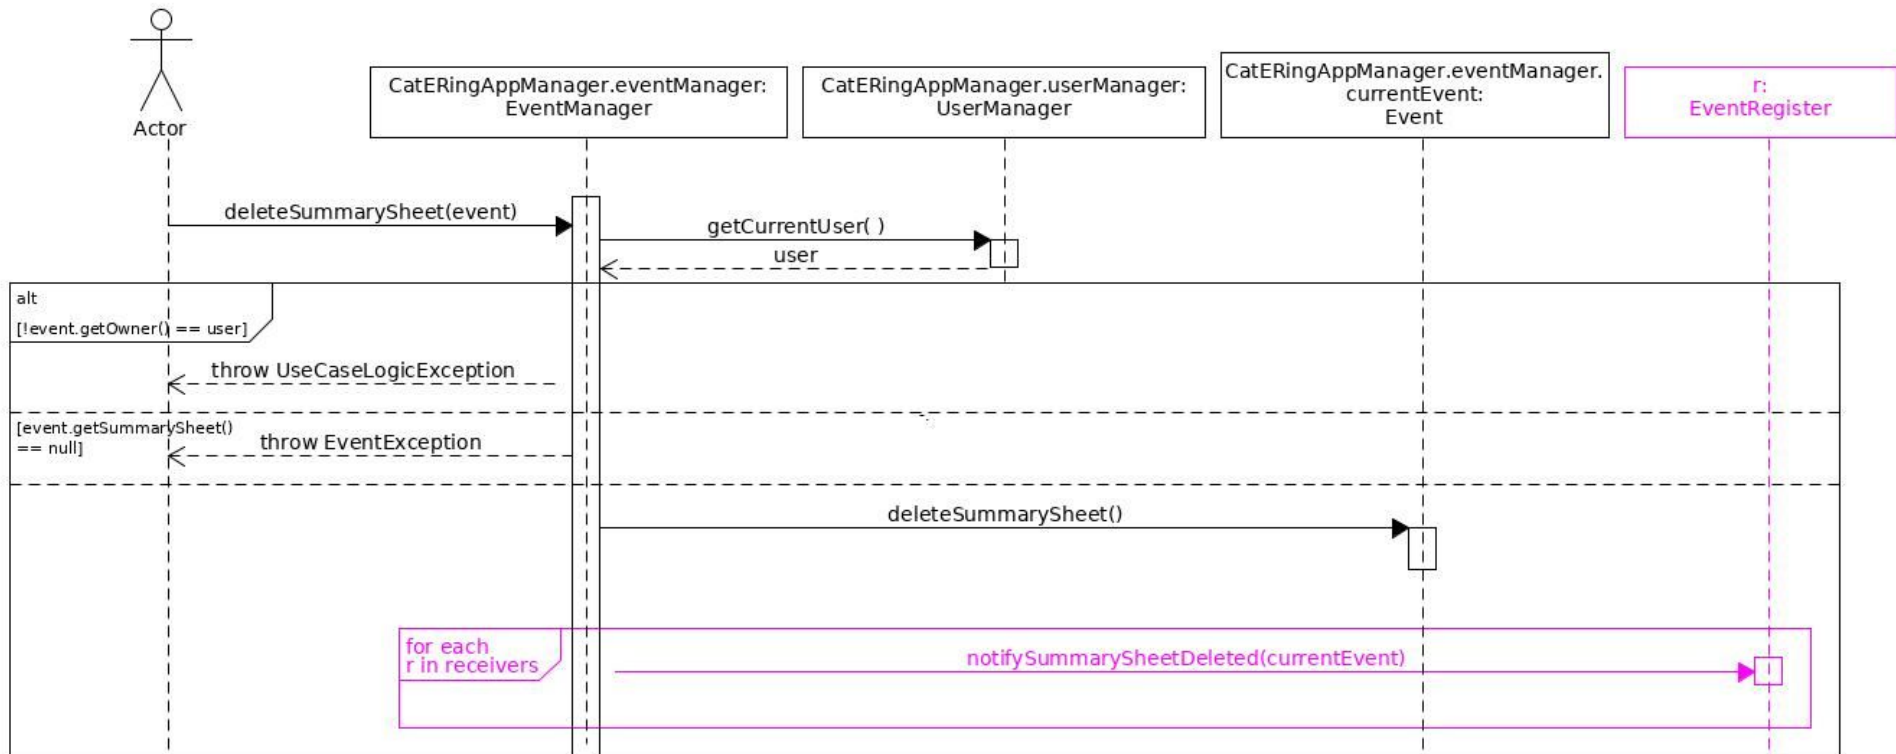 Actor
CatERingAppManager.eventManager:
EventManager
CatERingAppManager.userManager:
UserManager
CatERingAppManager.eventManager.
currentEvent:
Event
r:
EventRegister
deleteSummarySheet(event)
getCurrentUser( )
user
alt
[!event.getOwner() == user]
throw UseCaseLogicException
[event.getSummarySheet()
== null]
throw EventException
deleteSummarySheet()
for each
r in receivers
notifySummarySheetDeleted(currentEvent)